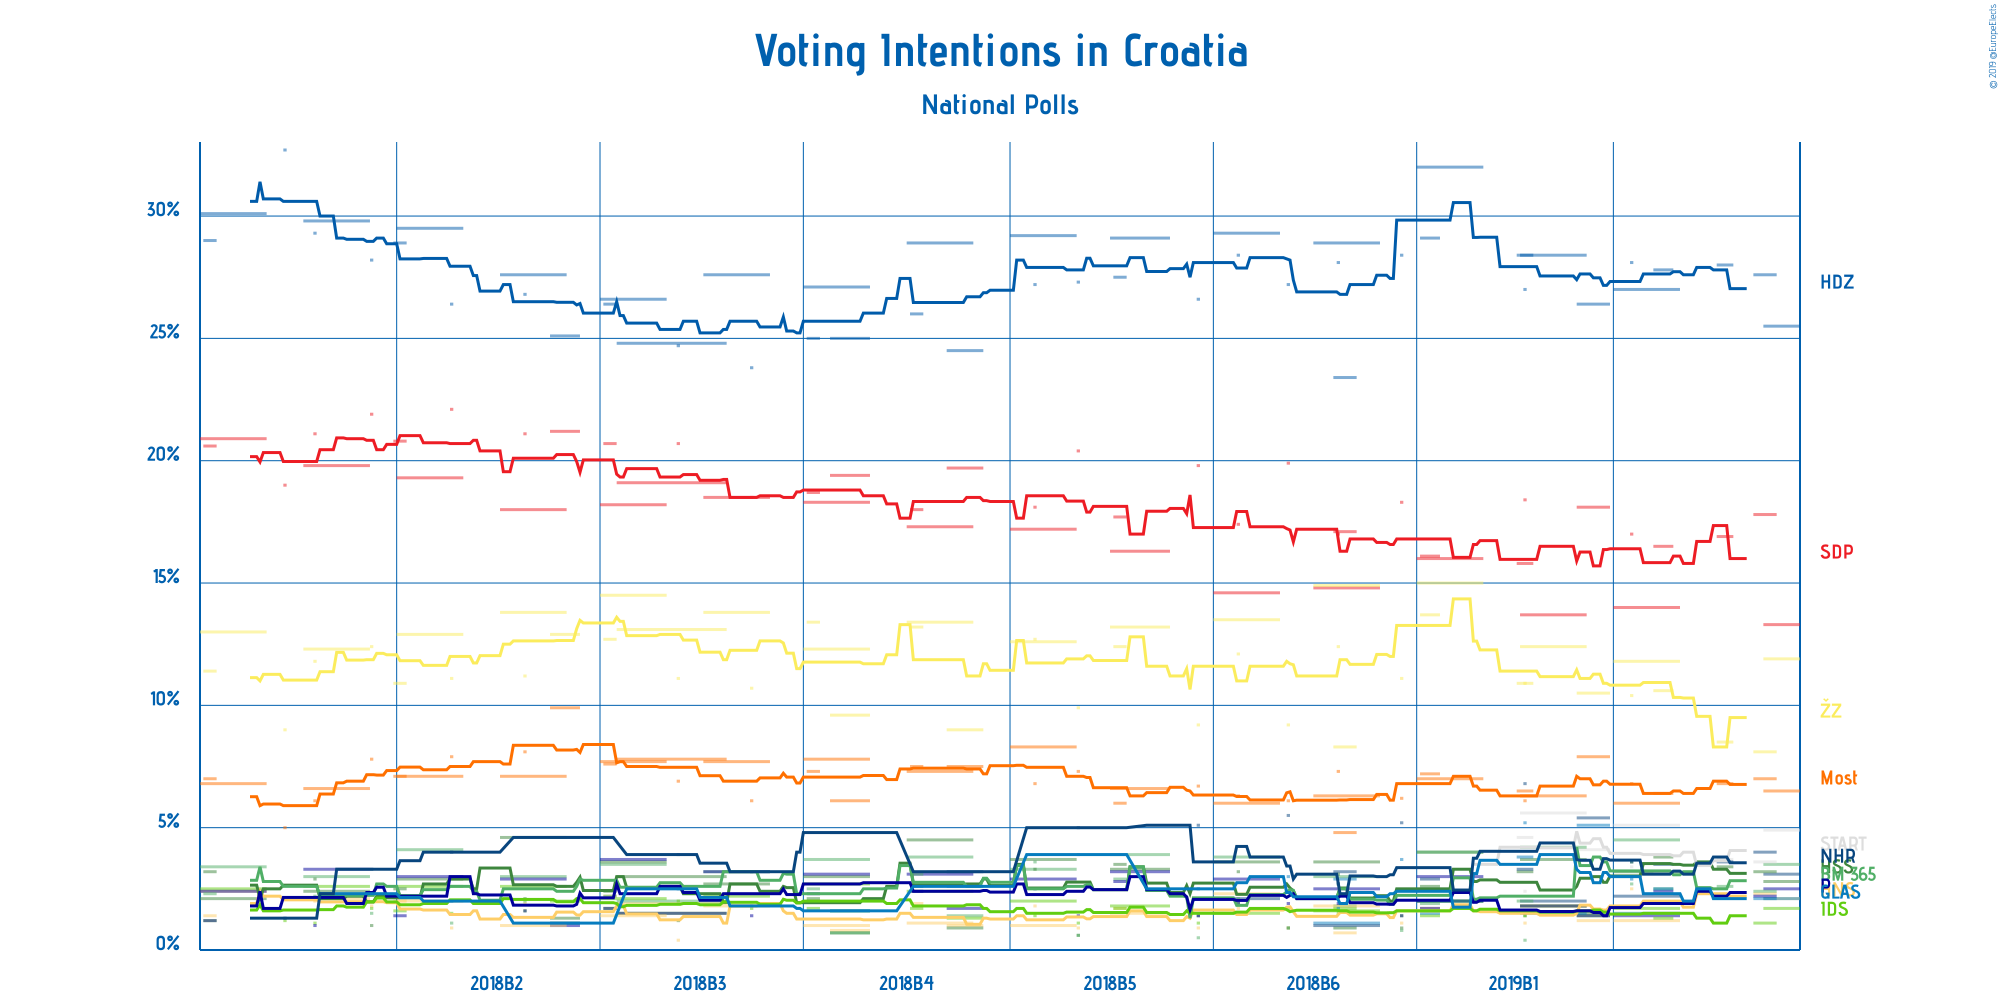 Voting Intentions in Croatia
National Polls
© 2019 @EuropeElects
30%
25%
20%
15%
10%
5%
0%
HDZ
SDP
ŽZ
Most
START
NHR
HSS
BM 365
P
GLAS
IDS
2018B2
2018B3
2018B4
2018B5
2018B6
2019B1